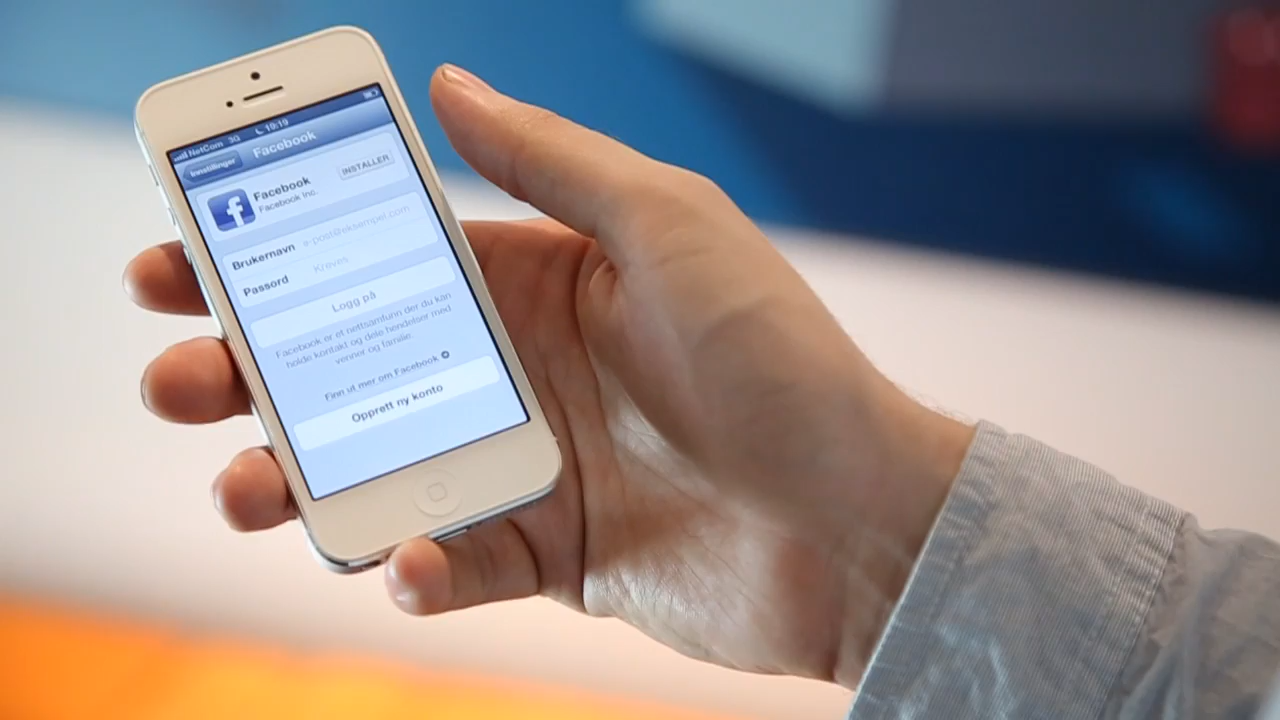 NetCom 3G 19:19
Innstillinger
Facebook
Facebook
Facebook Inc.
INSTALLER
Brukernavn e-post@eksempel.com
Passord Kreves
Logg på
Facebook er et nettsamfunn der du kan
holde kontakt og dele hendelser med
venner og familie.
Finn ut mer om Facebook
Opprett ny konto